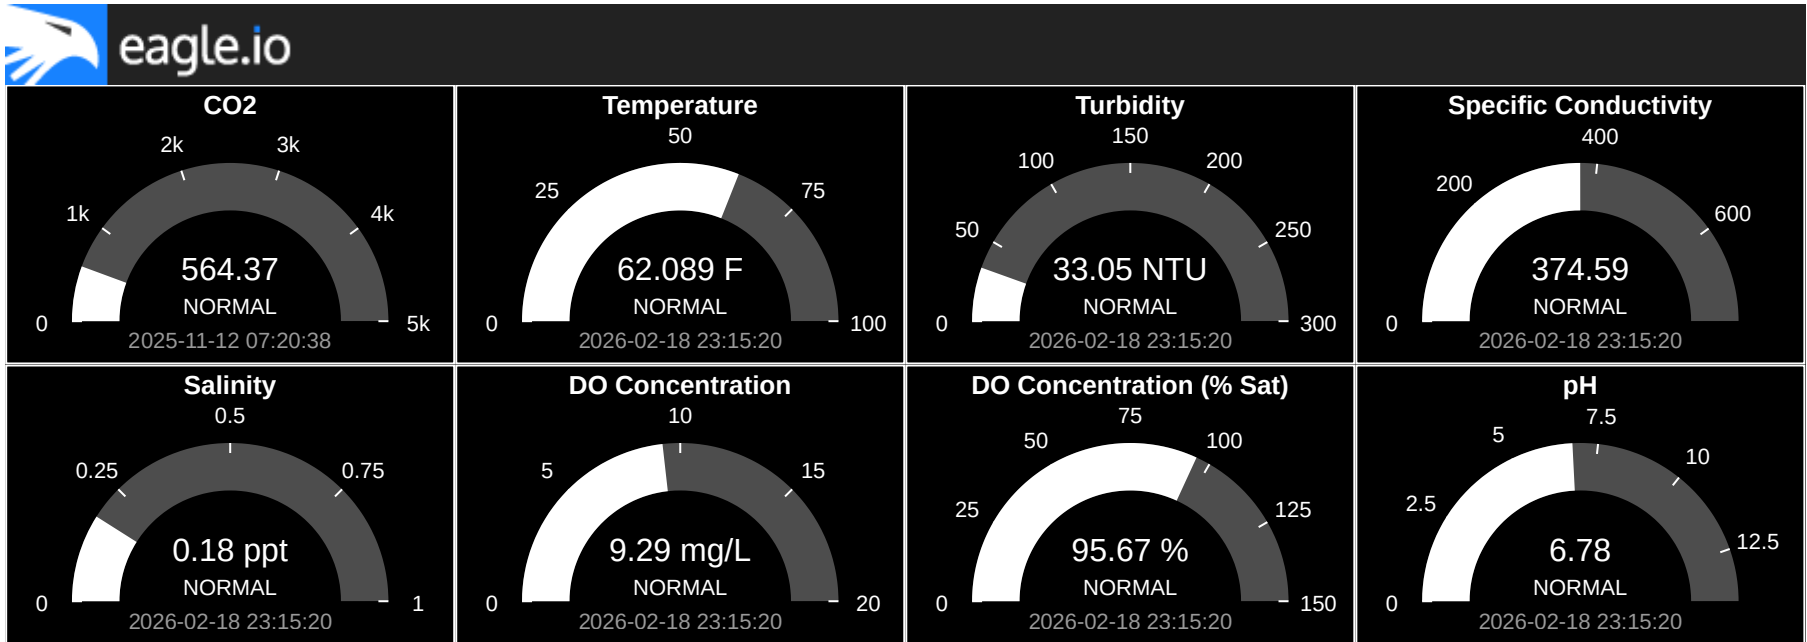 eagle.io
CO2
0
1k
2k
3k
4k
5k
564.37
NORMAL
2025-11-12 07:20:38
Temperature
0
25
50
75
100
62.089 F
NORMAL
2026-02-18 23:15:20
Turbidity
0
50
100
150
200
250
300
33.05 NTU
NORMAL
2026-02-18 23:15:20
Specific Conductivity
0
200
400
600
374.59
NORMAL
2026-02-18 23:15:20
Salinity
0
0.25
0.5
0.75
1
0.18 ppt
NORMAL
2026-02-18 23:15:20
DO Concentration
0
5
10
15
20
9.29 mg/L
NORMAL
2026-02-18 23:15:20
DO Concentration (% Sat)
0
25
50
75
100
125
150
95.67 %
NORMAL
2026-02-18 23:15:20
pH
0
2.5
5
7.5
10
12.5
6.78
NORMAL
2026-02-18 23:15:20